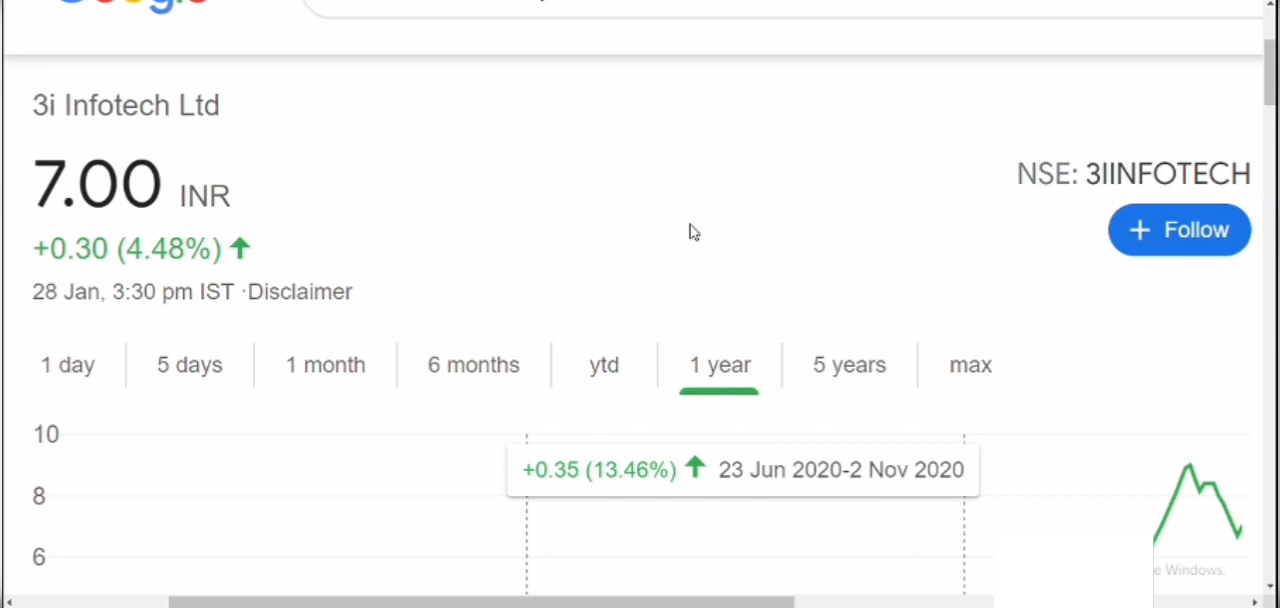 Google
3i Infotech Ltd
7.00 INR
NSE: 3IINFOTECH
+0.30 (4.48%)
+ Follow
28 Jan, 3:30 pm IST ·Disclaimer
1 day 5 days 1 month 6 months ytd 1 year 5 years max
10
+0.35 (13.46%) 23 Jun 2020-2 Nov 2020
8
6
e Windows.